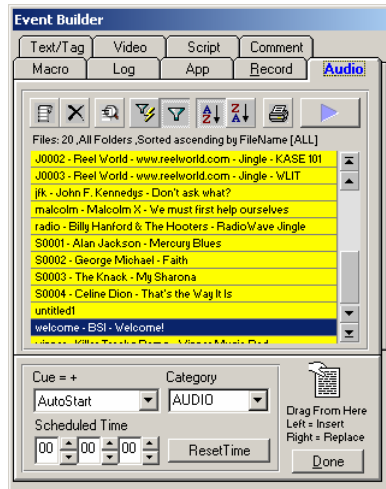 Event Builder
Text/Tag Video Script Comment
Macro Log App Record Audio
Files: 20 ,All Folders ,Sorted ascending by FileName [ALL]
J0002 - Reel World - www.reelworld.com - Jingle - KASE 101
J0003 - Reel World - www.reelworld.com - Jingle - WLIT
jfk - John F. Kennedys - Don't ask what?
malcolm - Malcolm X - We must first help ourselves
radio - Billy Hanford & The Hooters - RadioWave Jingle
S0001- Alan Jackson - Mercury Blues
S0002 - George Michael - Faith
S0003 - The Knack - My Sharona
S0004 - Celine Dion - That's the Way It Is
untitled1
welcome - BSI - Welcome!
Cue = + Category
AutoStart AUDIO
Drag From Here
Left = Insert
Right = Replace
Scheduled Time
00 00 00 ResetTime
Done